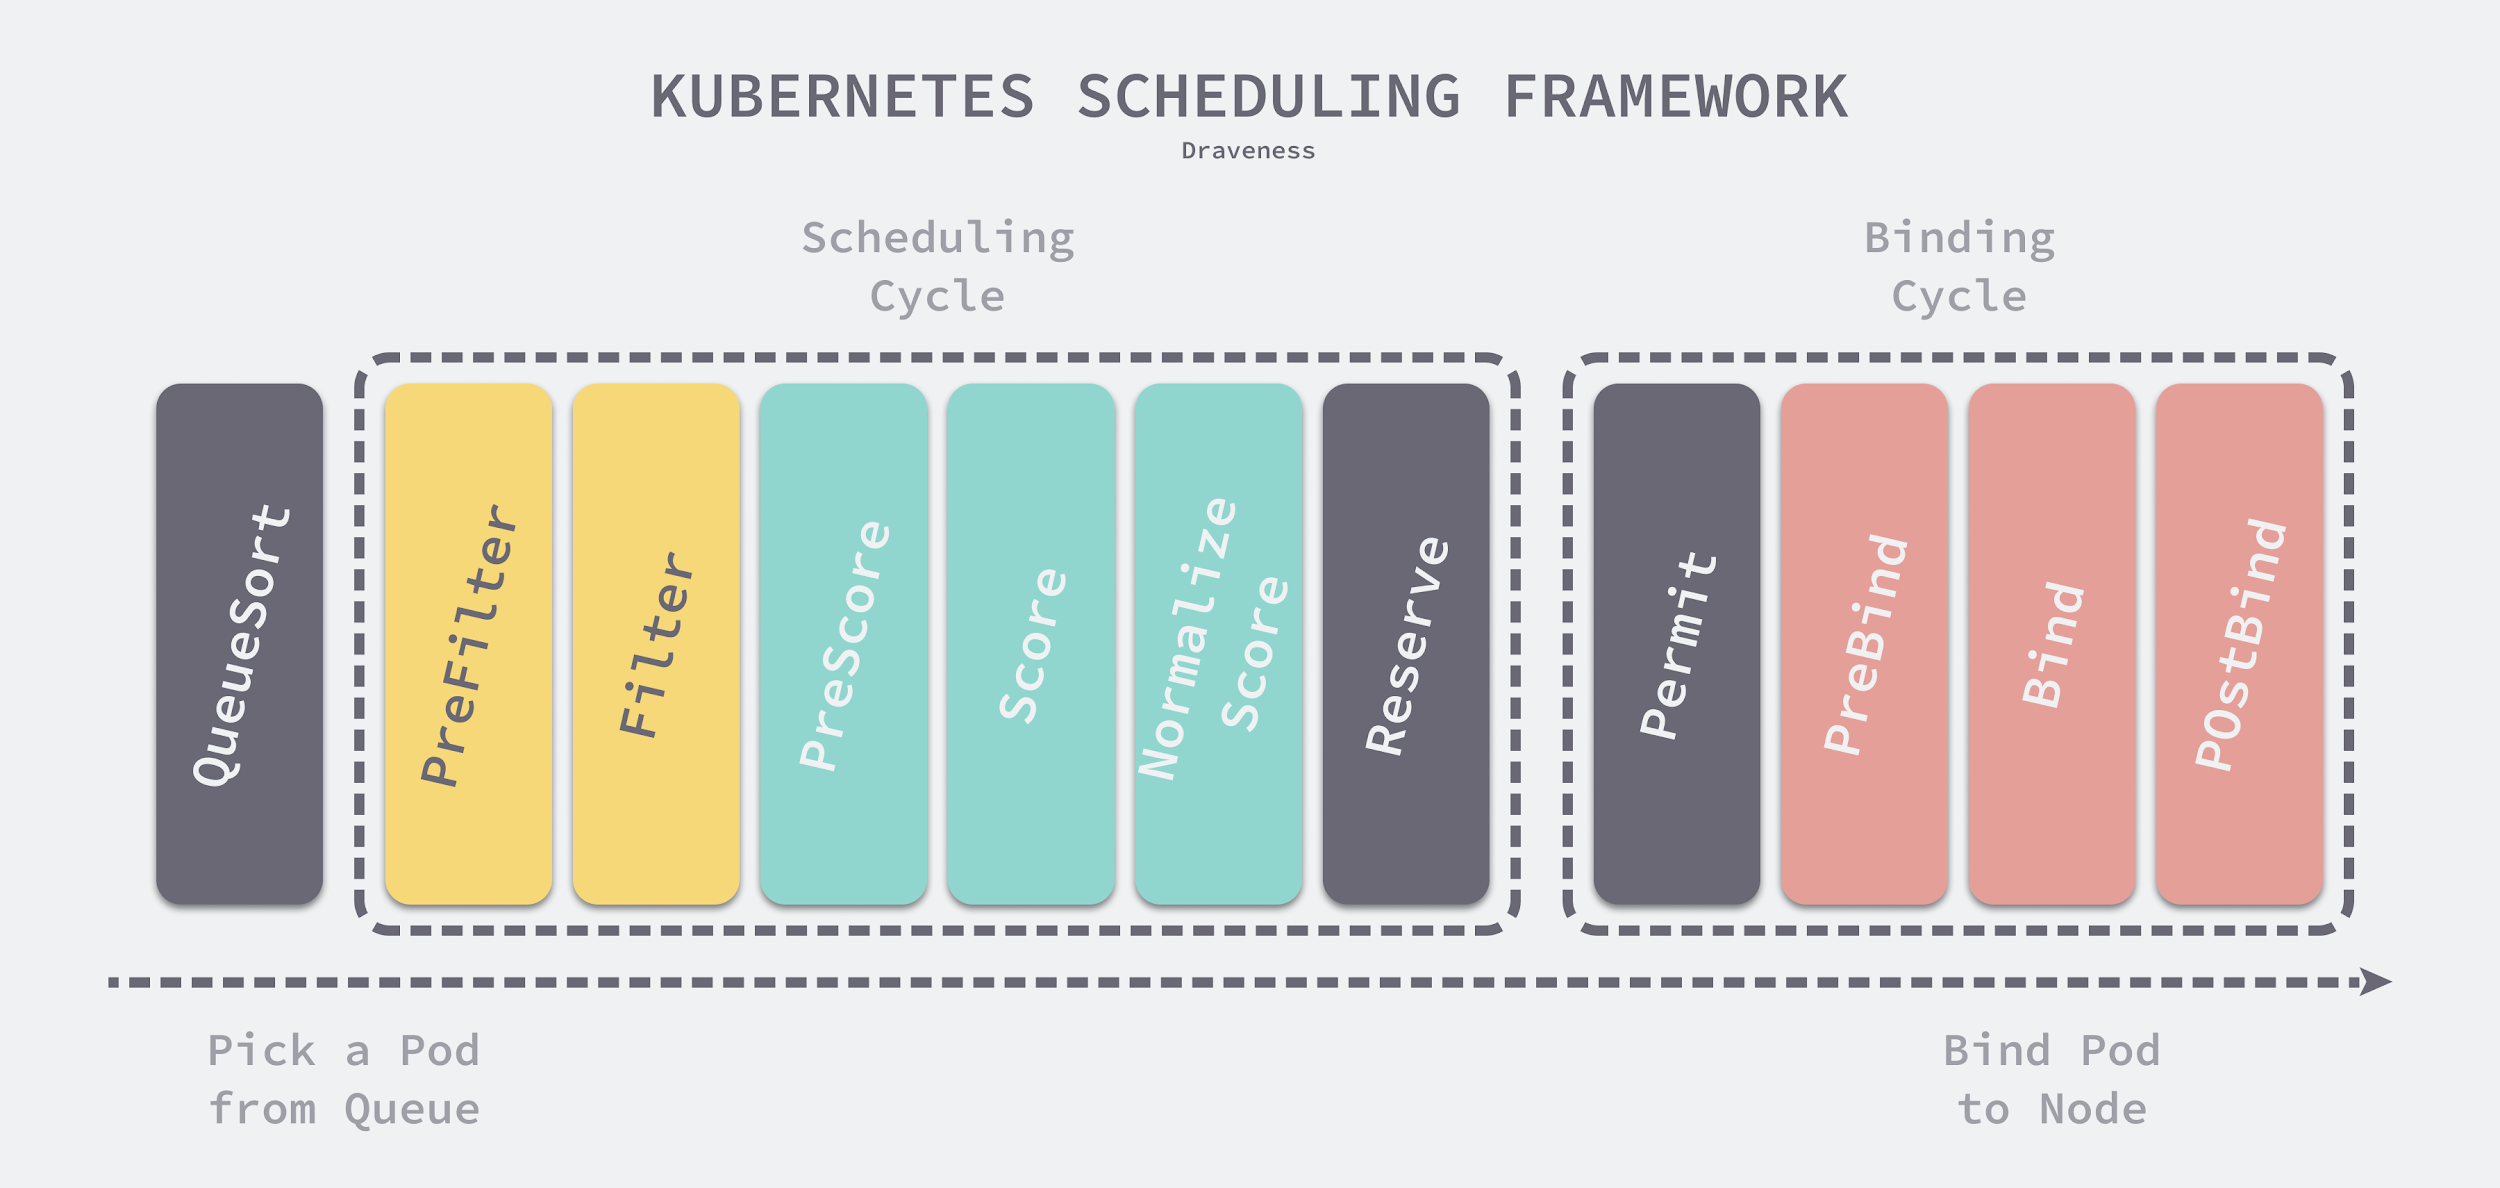 KUBERNETES SCHEDULING FRAMEWORK
Draveness
Scheduling
Cycle
Binding
Cycle
QueueSort
PreFilter
Filter
PreScore
Score
Normalize
Score
Reserve
Permit
PreBind
Bind
POstBind
Pick a Pod
from Queue
Bind Pod
to Node